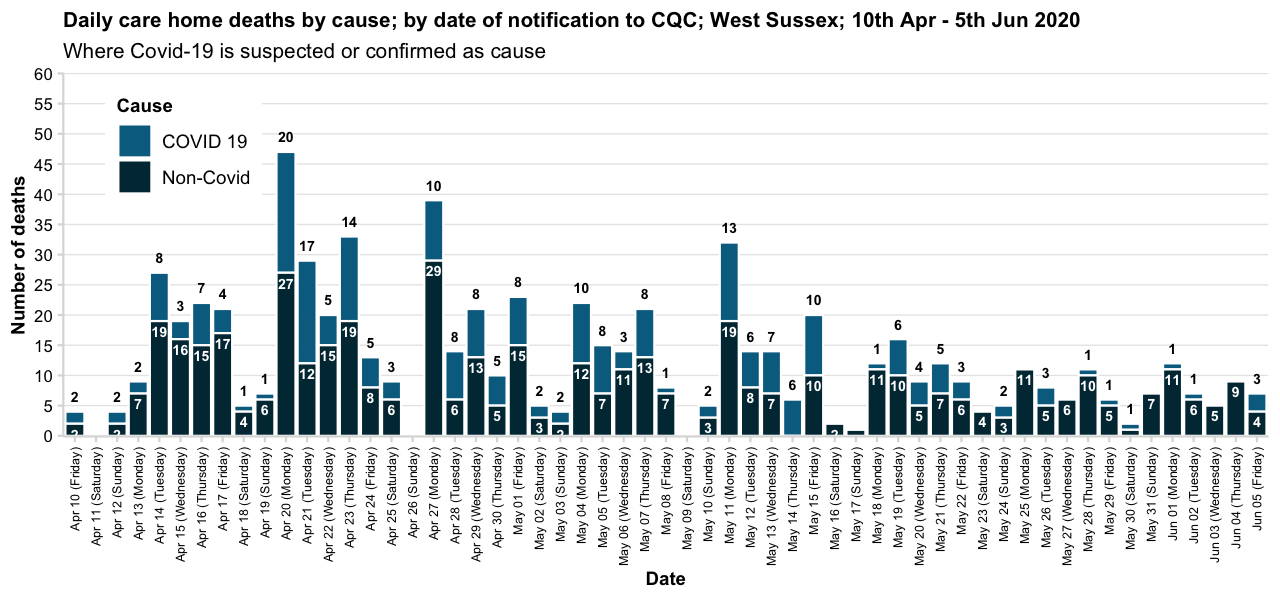 Daily care home deaths by cause; by date of notification to CQC; West Sussex; 10th Apr - 5th Jun 2020
Where Covid-19 is suspected or confirmed as cause
Number of deaths
60
55
50
45
40
35
30
25
20
15
10
5
0
Cause
COVID 19
Non-Covid
2 2 2 7 8 3 7 4 1 1 20 17 5 14 5 3 10 8 8 5 8 2 2 10 8 3 8 1 2 13 6 7 6 10 1 6 4 5 3 2 3 1 1 1 1 1 3
2 2 7 19 16 15 17 4 6 27 12 15 19 8 6 29 6 13 5 15 3 2 12 7 11 13 7 3 19 8 7 10 2 11 10 5 7 6 4 3 11 5 6 10 5 7 11 6 5 9 4
Apr 10 (Friday)
Apr 11 (Saturday)
Apr 12 (Sunday)
Apr 13 (Monday)
Apr 14 (Tuesday)
Apr 15 (Wednesday)
Apr 16 (Thursday)
Apr 17 (Friday)
Apr 18 (Saturday)
Apr 19 (Sunday)
Apr 20 (Monday)
Apr 21 (Tuesday)
Apr 22 (Wednesday)
Apr 23 (Thursday)
Apr 24 (Friday)
Apr 25 (Saturday)
Apr 26 (Sunday)
Apr 27 (Monday)
Apr 28 (Tuesday)
Apr 29 (Wednesday)
Apr 30 (Thursday)
May 01 (Friday)
May 02 (Saturday)
May 03 (Sunday)
May 04 (Monday)
May 05 (Tuesday)
May 06 (Wednesday)
May 07 (Thursday)
May 08 (Friday)
May 09 (Saturday)
May 10 (Sunday)
May 11 (Monday)
May 12 (Tuesday)
May 13 (Wednesday)
May 14 (Thursday)
May 15 (Friday)
May 16 (Saturday)
May 17 (Sunday)
May 18 (Monday)
May 19 (Tuesday)
May 20 (Wednesday)
May 21 (Thursday)
May 22 (Friday)
May 23 (Saturday)
May 24 (Sunday)
May 25 (Monday)
May 26 (Tuesday)
May 27 (Wednesday)
May 28 (Thursday)
May 29 (Friday)
May 30 (Saturday)
May 31 (Sunday)
Jun 01 (Monday)
Jun 02 (Tuesday)
Jun 03 (Wednesday)
Jun 04 (Thursday)
Jun 05 (Friday)
Date